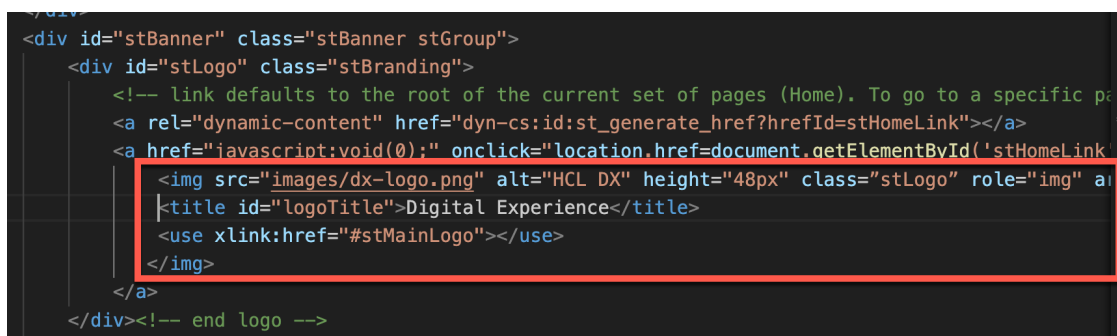 </div>
<div id="stBanner" class="stBanner stGroup">
<div id="stLogo" class="stBranding">
<!-- link defaults to the root of the current set of pages (Home). To go to a specific
<a rel="dynamic-content" href="dyn-cs:id:st_generate_href?hrefId=stHomeLink"></a>
<a href="javascript:void(0);" onclick="location.href=document.getElementById('stHomeLink'
<img src="images/dx-logo.png" alt="HCL DX" height="48px" class=”stLogo” role="img"
<title id="logoTitle">Digital Experience</title>
<use xlink:href="#stMainLogo"></use>
</img>
</a>
</div><!-- end logo -->